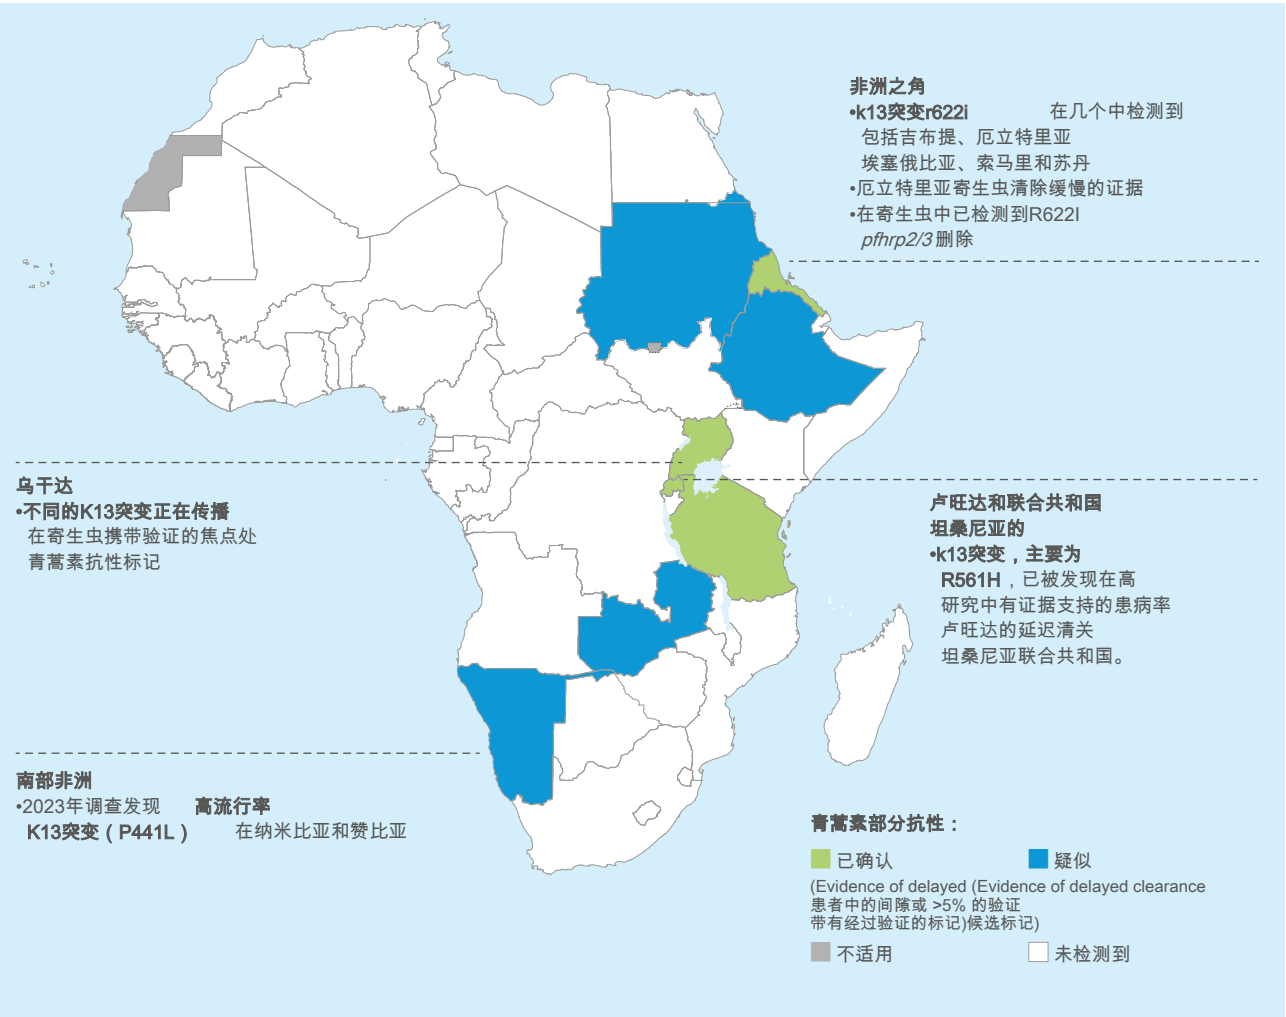 非洲之角
•k13突变r622i 在几个中检测到
包括吉布提、厄立特里亚
埃塞俄比亚、索马里和苏丹
•厄立特里亚寄生虫清除缓慢的证据
•在寄生虫中已检测到R622I
pfhrp2/3 删除
乌干达
•不同的K13突变正在传播
在寄生虫携带验证的焦点处
青蒿素抗性标记
卢旺达和联合共和国
坦桑尼亚的
•k13突变，主要为
R561H，已被发现在高
研究中有证据支持的患病率
卢旺达的延迟清关
坦桑尼亚联合共和国。
南部非洲
•2023年调查发现 高流行率
K13突变（P441L） 在纳米比亚和赞比亚
青蒿素部分抗性：
已确认 疑似
(Evidence of delayed (Evidence of delayed clearance
患者中的间隙或 >5% 的验证
带有经过验证的标记)候选标记)
不适用 未检测到